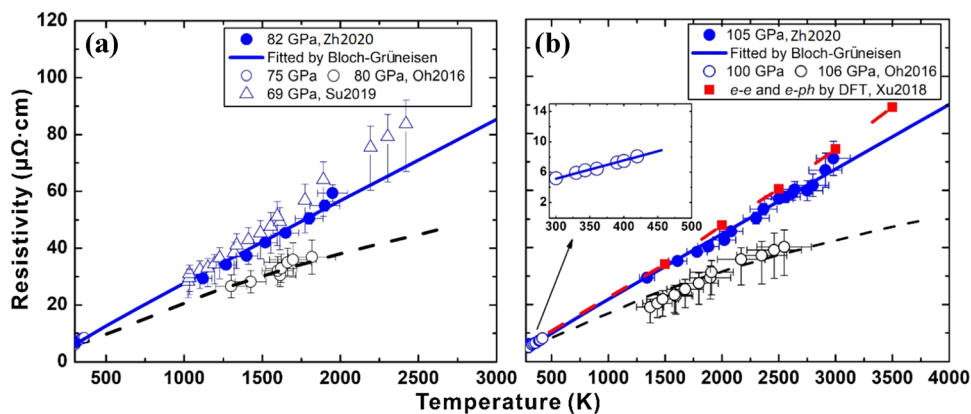 (a)
82 GPa, Zh2020
Fitted by Bloch-Grüneisen
75 GPa 80 GPa, Oh2016
69 GPa, Su2019
(b)
105 GPa, Zh2020
Fitted by Bloch-Grüneisen
100 GPa 106 GPa, Oh2016
e-e and e-ph by DFT, Xu2018
14
12
10
8
6
4
2
300 350 400 450 500
Resistivity (μΩ·cm)
120
100
80
60
40
20
0
500 1000 1500 2000 2500 3000
500 1000 1500 2000 2500 3000 3500 4000
Temperature (K)